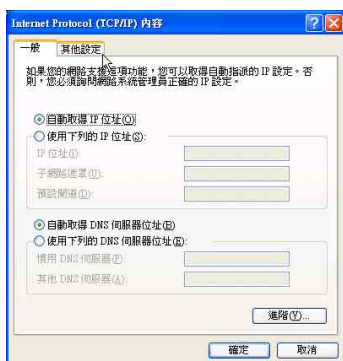 Internet Protocol (TCP/IP) 內容
一般 其他設定
如果您的網路支援這項功能，您可以取得自動指派的 IP 設定。否
則，您必須詢問網路系統管理員正確的 IP 設定。
自動取得 IP 位址(O)
使用下列的 IP 位址(S):
IP 位址(I):
子網路遮罩(U):
預設閘道(D):
自動取得 DNS 伺服器位址(B)
使用下列的 DNS 伺服器位址(E):
慣用 DNS 伺服器(P):
其他 DNS 伺服器(A):
進階(V)...
確定 取消